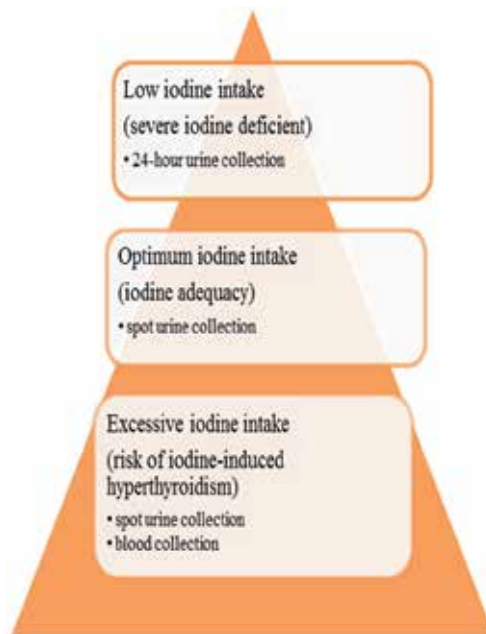 Low iodine intake
(severe iodine deficient)
• 24-hour urine collection
Optimum iodine intake
(iodine adequacy)
• spot urine collection
Excessive iodine intake
(risk of iodine-induced
hyperthyroidism)
• spot urine collection
• blood collection